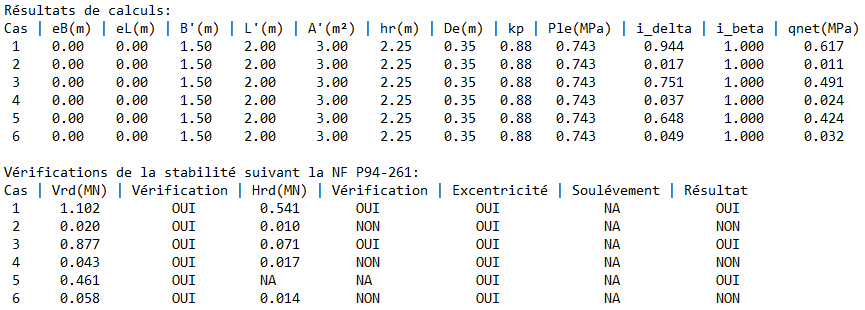 Résultats de calculs:
Cas | eB(m) | eL(m) | B'(m) | L'(m) | A'(m²) | hr(m) | De(m) | kp | Ple(MPa) | i_delta | i_beta | qnet(MPa)
1 0.00 0.00 1.50 2.00 3.00 2.25 0.35 0.88 0.743 0.944 1.000 0.617
2 0.00 0.00 1.50 2.00 3.00 2.25 0.35 0.88 0.743 0.017 1.000 0.011
3 0.00 0.00 1.50 2.00 3.00 2.25 0.35 0.88 0.743 0.751 1.000 0.491
4 0.00 0.00 1.50 2.00 3.00 2.25 0.35 0.88 0.743 0.037 1.000 0.024
5 0.00 0.00 1.50 2.00 3.00 2.25 0.35 0.88 0.743 0.648 1.000 0.424
6 0.00 0.00 1.50 2.00 3.00 2.25 0.35 0.88 0.743 0.049 1.000 0.032
Vérifications de la stabilité suivant la NF P94-261:
Cas | Vrd(MN) | Vérification | Hrd(MN) | Vérification | Excentricité | Soulévement | Résultat
1 1.102 OUI 0.541 OUI OUI NA OUI
2 0.020 OUI 0.010 NON OUI NA NON
3 0.877 OUI 0.071 OUI OUI NA OUI
4 0.043 OUI 0.017 NON OUI NA NON
5 0.461 OUI NA NA OUI NA OUI
6 0.058 OUI 0.014 NON OUI NA NON